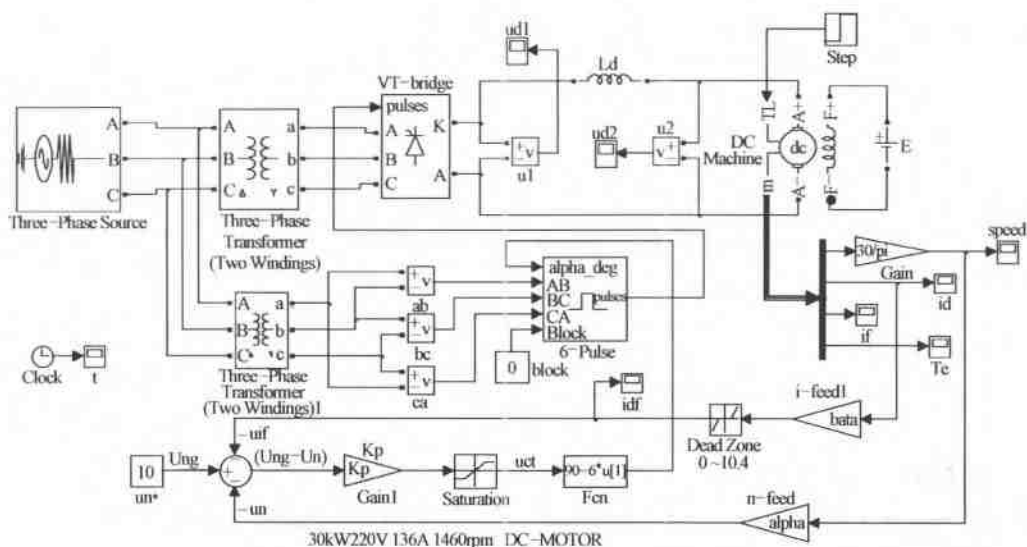 ud1
Step
VT-bridge
Ld
pulses
A
B
C
K
A
A
B
C
A
B
C
a
b
c
ud2
u2
+
-v
u1
+
v
-
TL
DC
Machine
A+
dc
A-
m
F+
F-
E
Three-Phase Source
Three-Phase
Transformer
(Two Windings)
speed
30/pi
Gain
id
if
Te
alpha_deg
AB
BC
CA
Block
pulses
6-Pulse
A
B
C
a
b
c
+
-v
ab
+
-v
bc
+
-v
ca
0
block
Clock
t
Three-Phase
Transformer
(Two Windings)1
idf
i-feed1
bata
Dead Zone
0~10.4
-uif
10
un*
Ung
(Ung-Un)
Kp
Kp
Gain1
Saturation
uct
90-6*u[1]
Fcn
-un
n-feed
alpha
30kW220V 136A 1460rpm DC-MOTOR